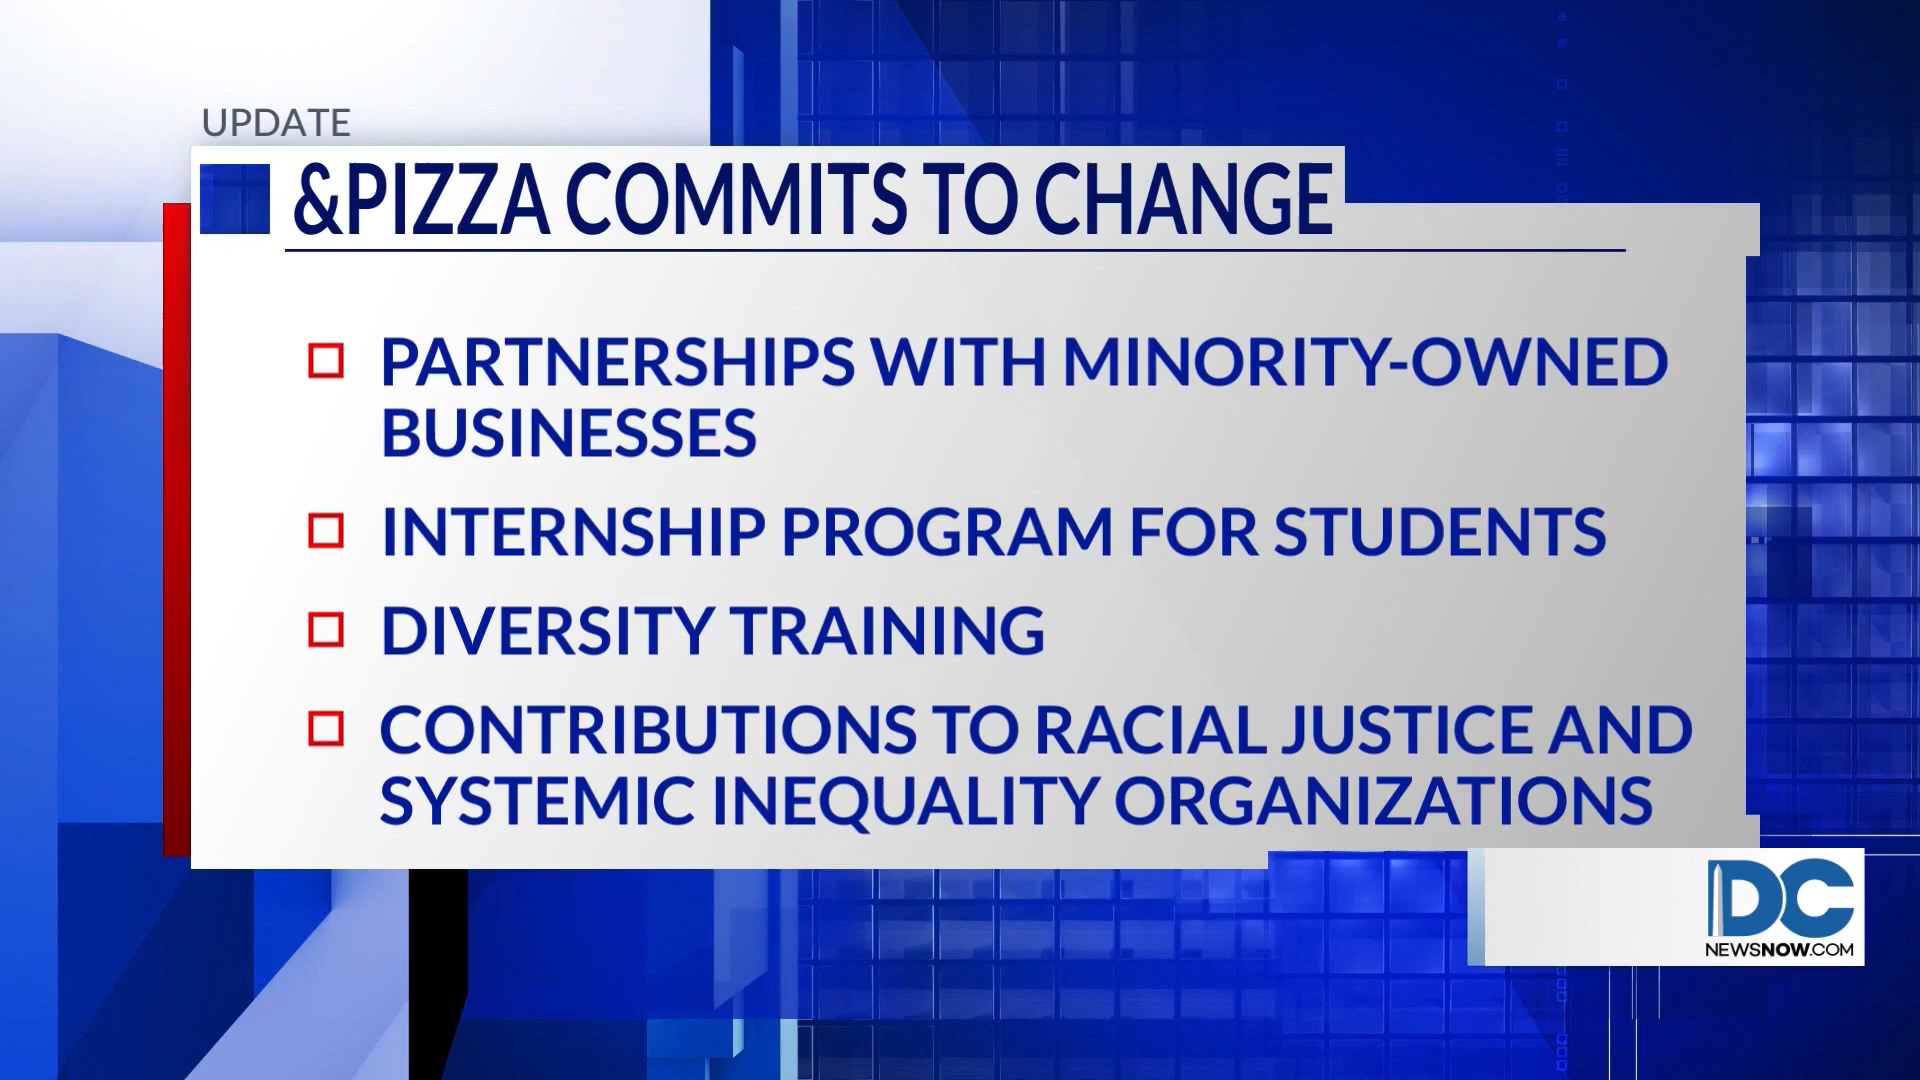 UPDATE
&PIZZA COMMITS TO CHANGE
PARTNERSHIPS WITH MINORITY-OWNED
BUSINESSES
INTERNSHIP PROGRAM FOR STUDENTS
DIVERSITY TRAINING
CONTRIBUTIONS TO RACIAL JUSTICE AND
SYSTEMIC INEQUALITY ORGANIZATIONS
DC
NEWSNOW.COM